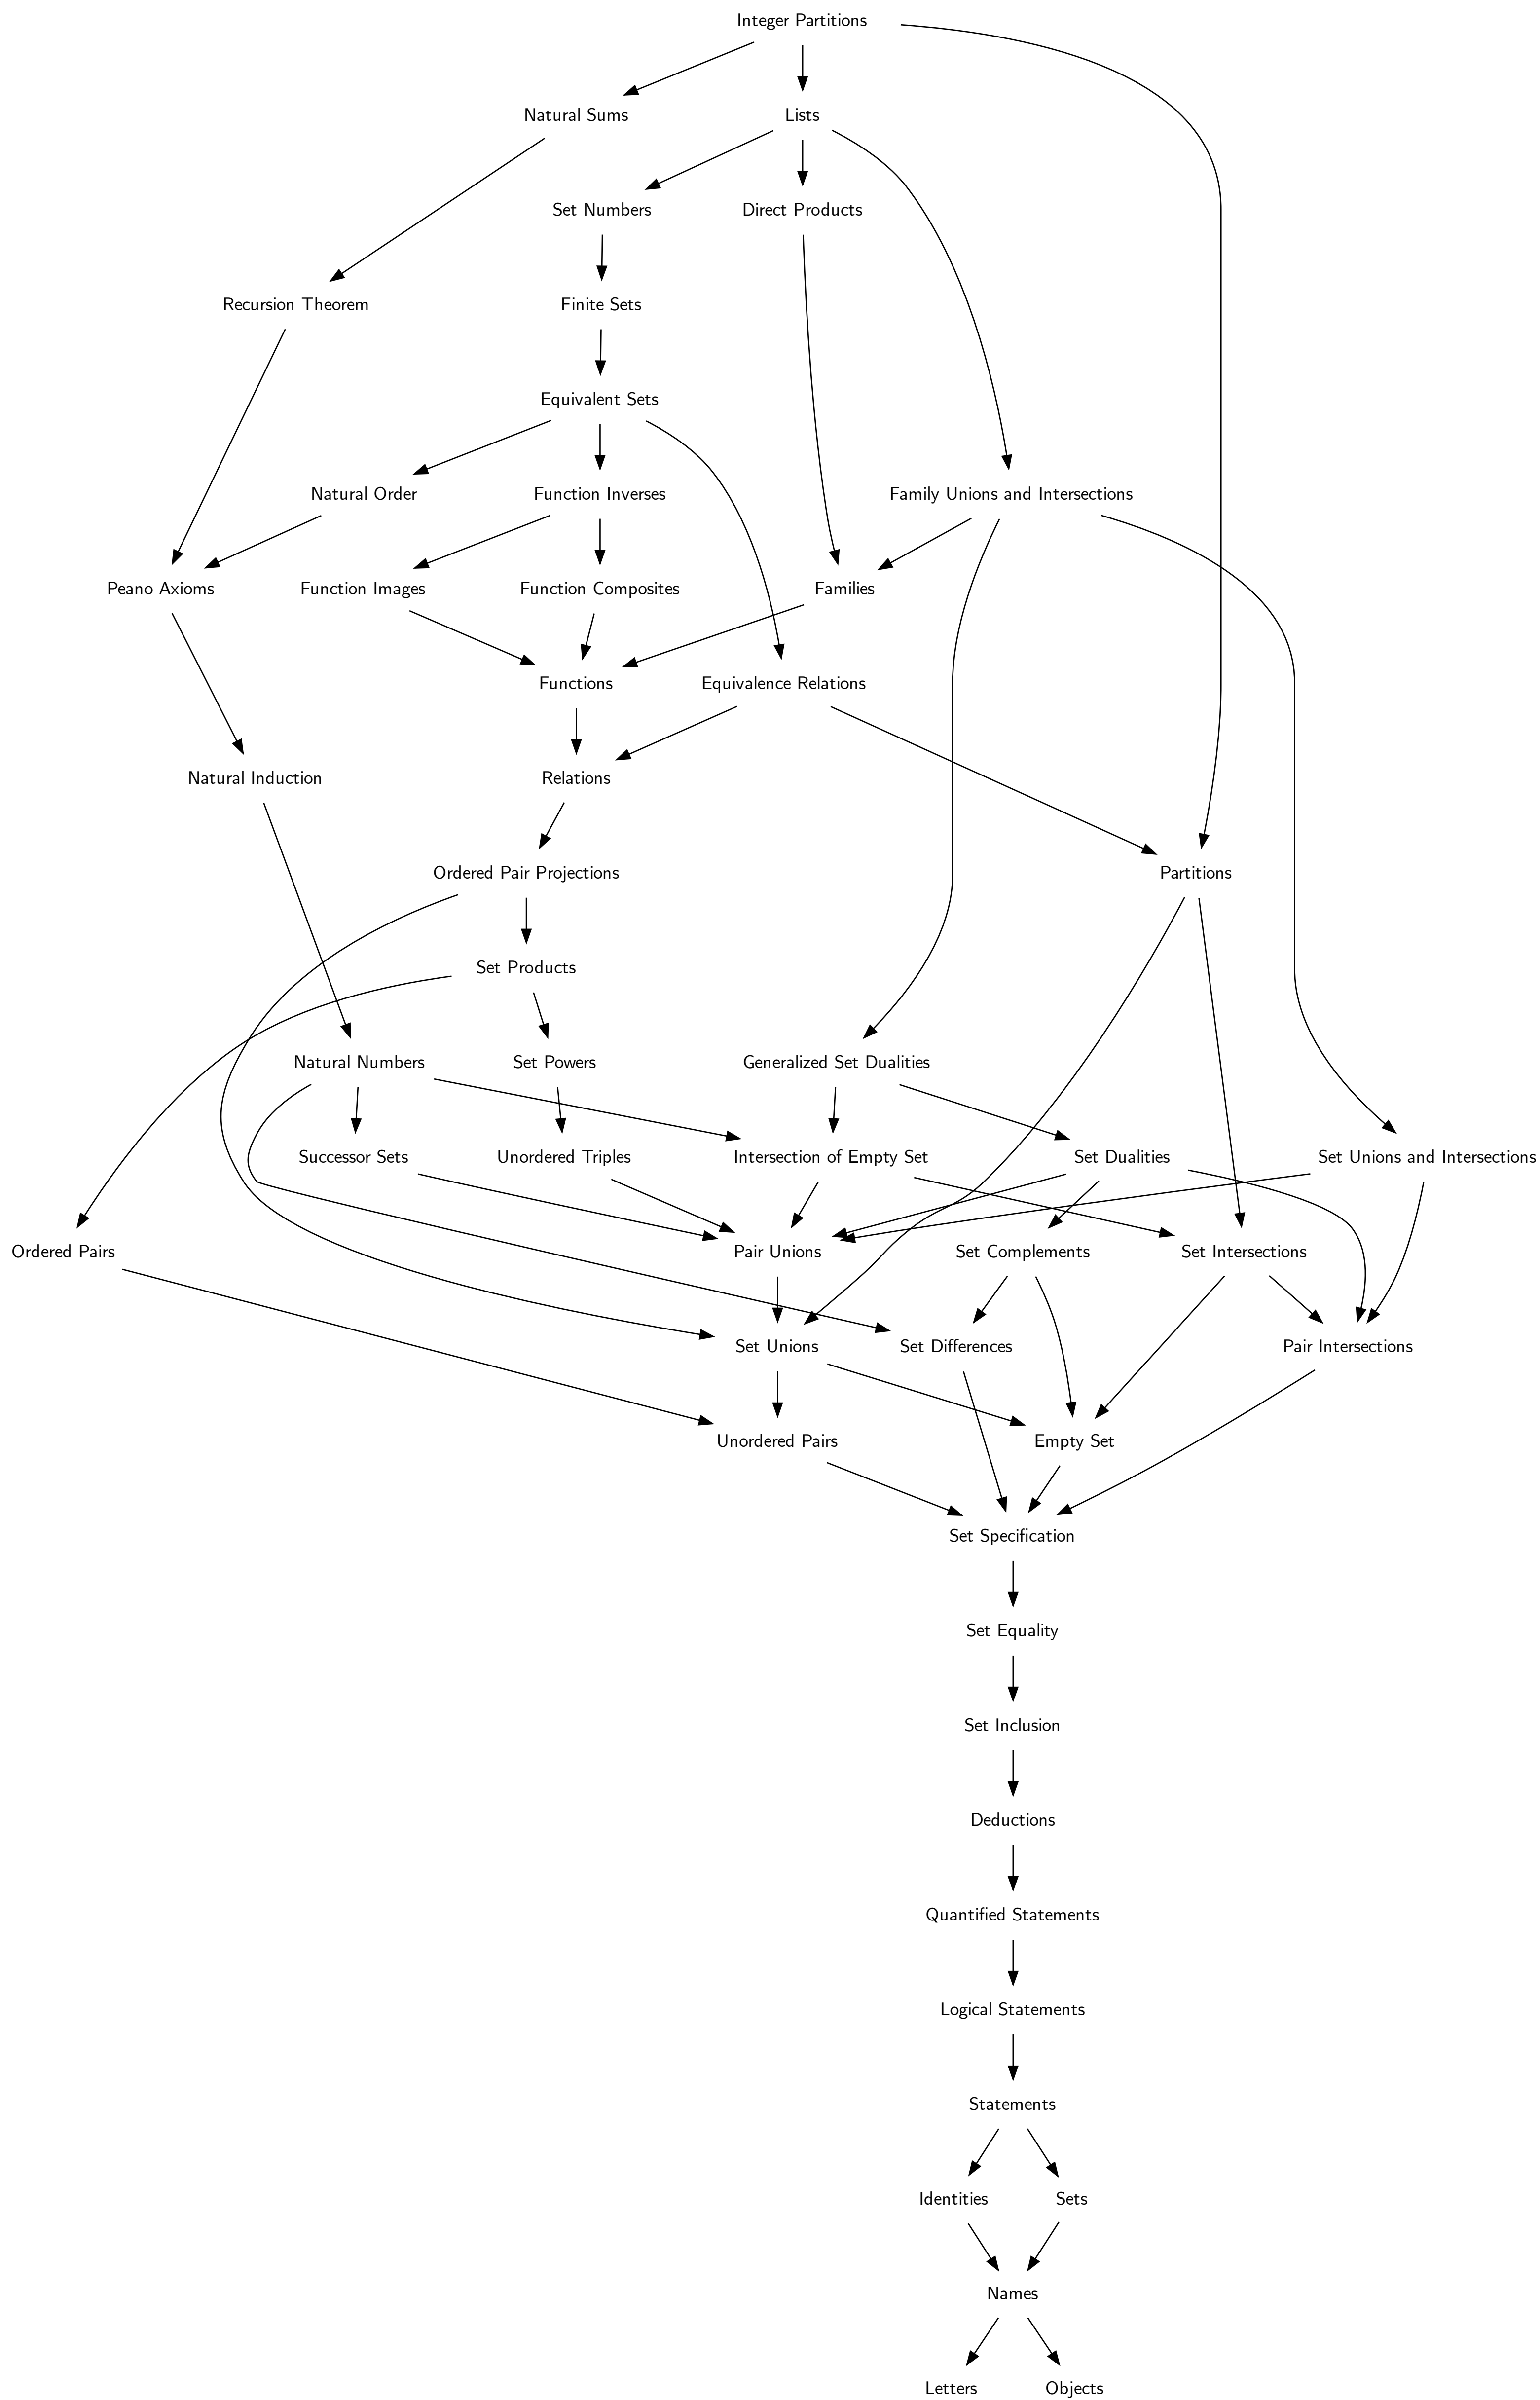 Integer Partitions
Natural Sums
Lists
Set Numbers
Direct Products
Recursion Theorem
Finite Sets
Equivalent Sets
Natural Order
Function Inverses
Family Unions and Intersections
Peano Axioms
Function Images
Function Composites
Families
Functions
Equivalence Relations
Natural Induction
Relations
Ordered Pair Projections
Partitions
Set Products
Natural Numbers
Set Powers
Generalized Set Dualities
Successor Sets
Unordered Triples
Intersection of Empty Set
Set Dualities
Set Unions and Intersections
Ordered Pairs
Pair Unions
Set Complements
Set Intersections
Set Unions
Set Differences
Pair Intersections
Unordered Pairs
Empty Set
Set Specification
Set Equality
Set Inclusion
Deductions
Quantified Statements
Logical Statements
Statements
Identities
Sets
Names
Letters
Objects